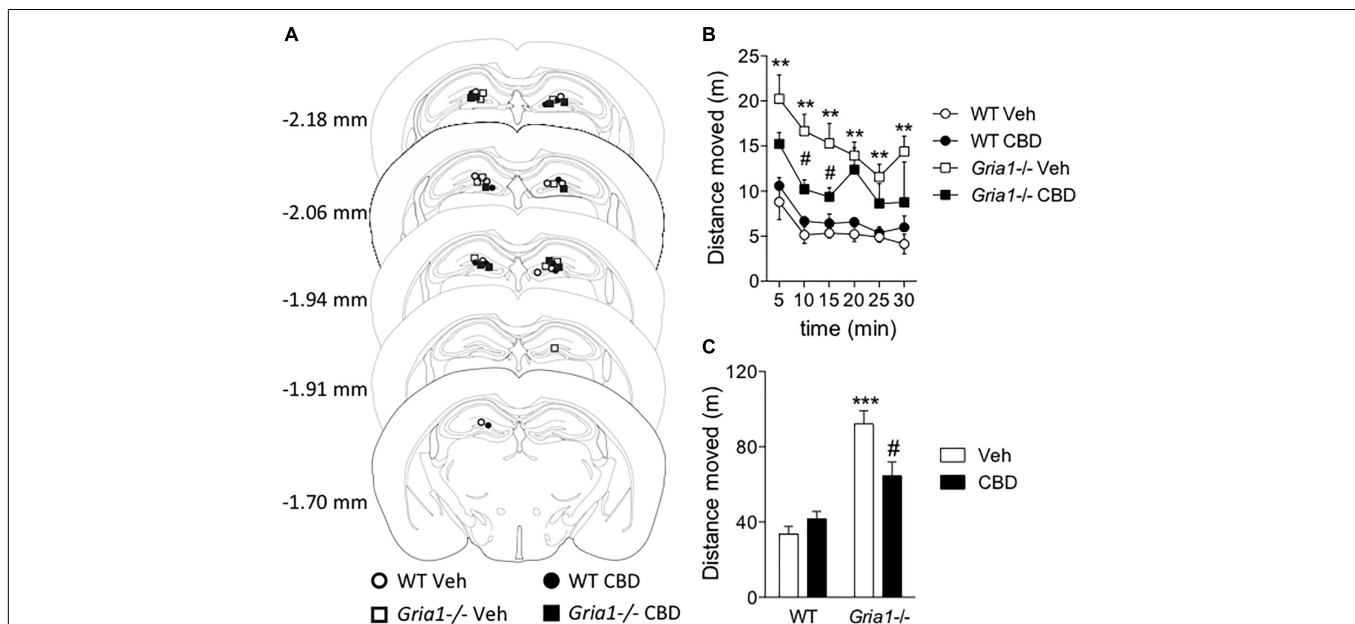 A
-2.18 mm
-2.06 mm
-1.94 mm
-1.91 mm
-1.70 mm
WT Veh
WT CBD
Gria1-/- Veh
Gria1-/- CBD
B
Distance moved (m)
25
20
15
10
5
0
**
**
**
**
**
**
#
#
5 10 15 20 25 30
time (min)
WT Veh
WT CBD
Gria1-/- Veh
Gria1-/- CBD
C
Distance moved (m)
120
80
40
0
***
#
WT Gria1-/-
Veh
CBD